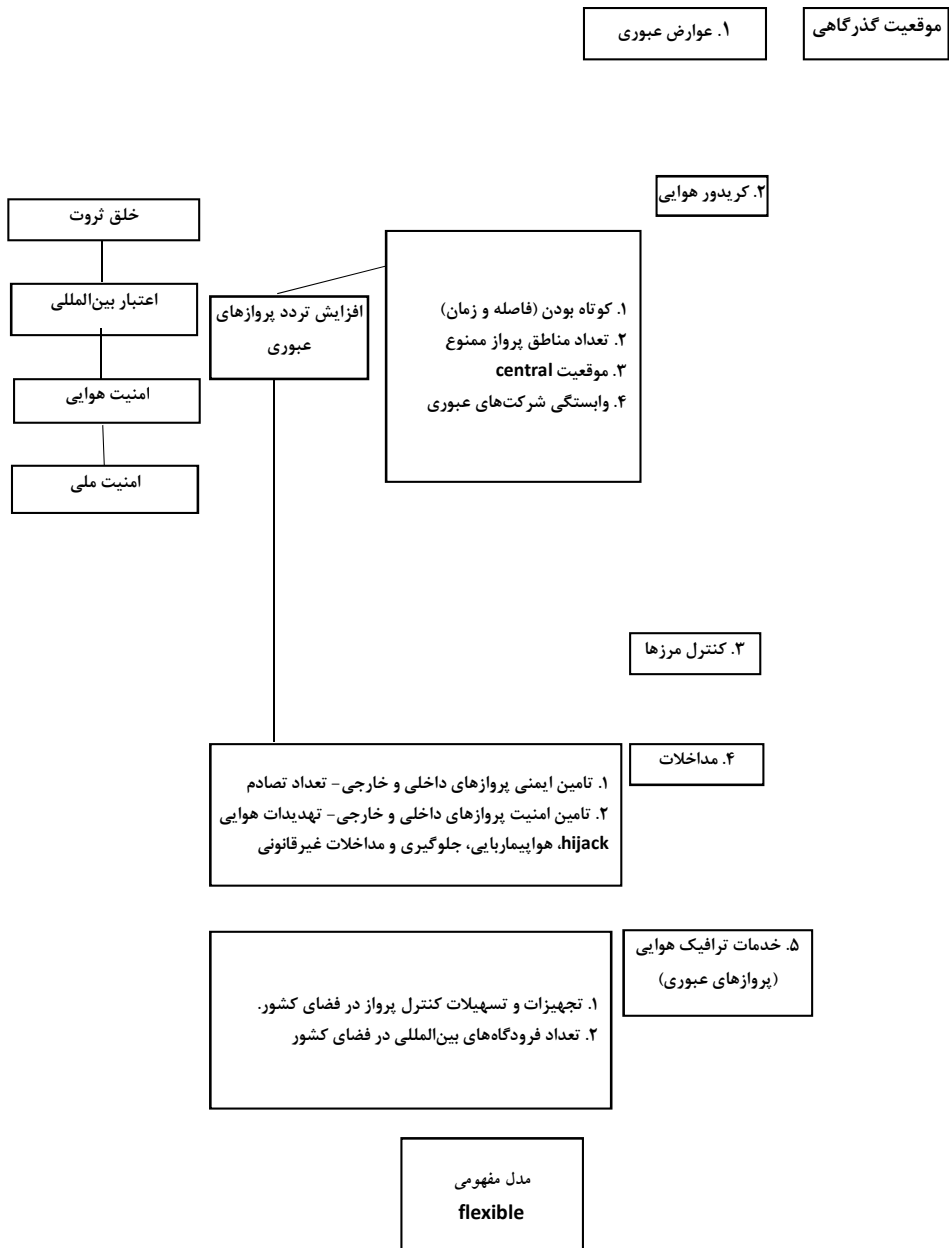 موقعیت گذرگاهی
۱. عوارض عبوری
۲. کریدور هوایی
۱. کوتاه بودن (فاصله و زمان)
۲. تعداد مناطق پرواز ممنوع
۳. موقعیت central
۴. وابستگی شرکت‌های عبوری
افزایش تردد پروازهای
عبوری
خلق ثروت
اعتبار بین‌المللی
امنیت هوایی
امنیت ملی
۳. کنترل مرزها
۴. مداخلات
۱. تامین ایمنی پروازهای داخلی و خارجی- تعداد تصادم
۲. تامین امنیت پروازهای داخلی و خارجی- تهدیدات هوایی
hijack، هواپیماربایی، جلوگیری و مداخلات غیرقانونی
۵. خدمات ترافیک هوایی
(پروازهای عبوری)
۱. تجهیزات و تسهیلات کنترل پرواز در فضای کشور.
۲. تعداد فرودگاه‌های بین‌المللی در فضای کشور
مدل مفهومی
flexible